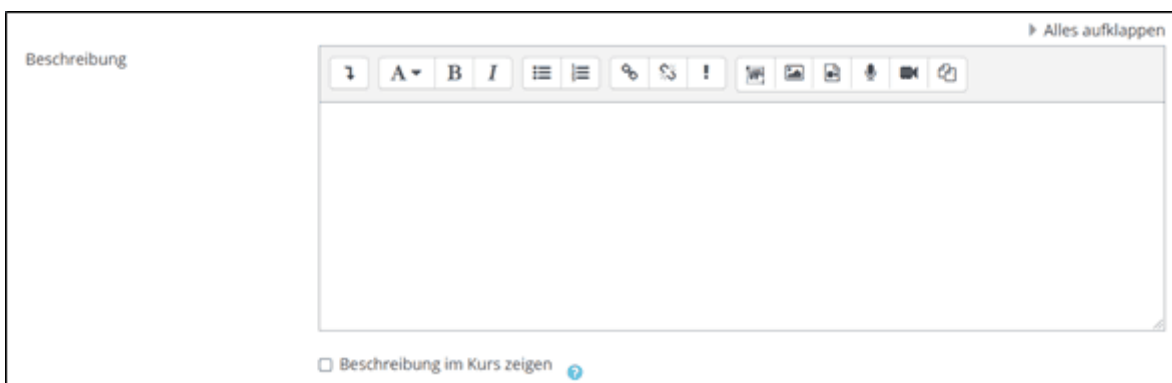 Alles aufklappen
Beschreibung
A B I
Beschreibung im Kurs zeigen